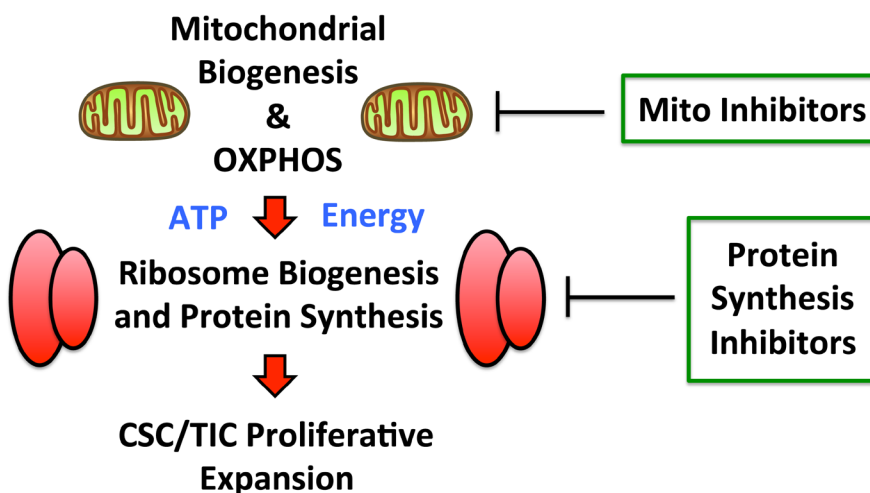 Mitochondrial
Biogenesis
&
OXPHOS
Mito Inhibitors
ATP Energy
Ribosome Biogenesis
and Protein Synthesis
Protein
Synthesis
Inhibitors
CSC/TIC Proliferative
Expansion